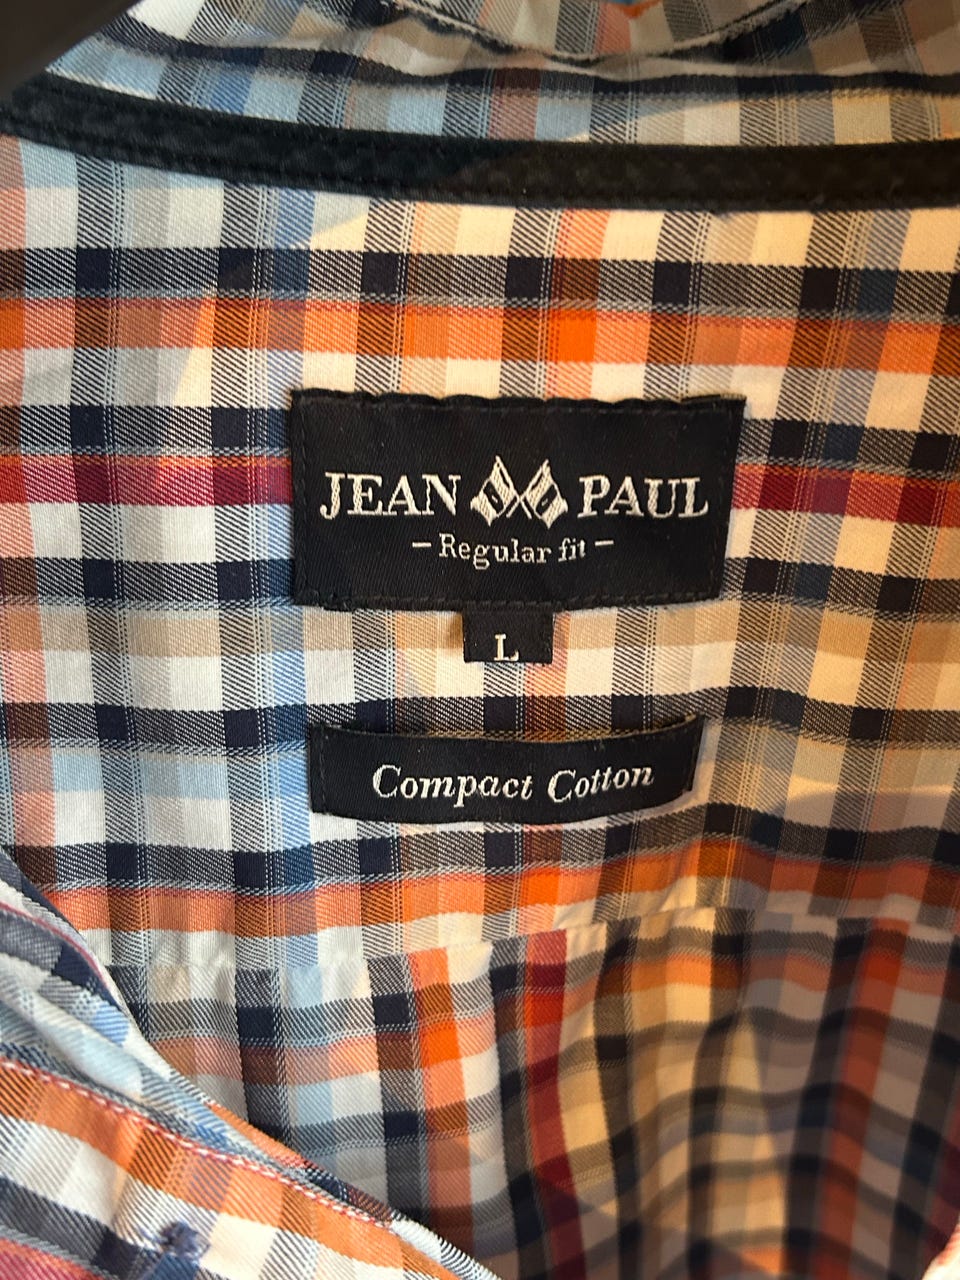 JEAN PAUL
- Regular fit -
L
Compact Cotton